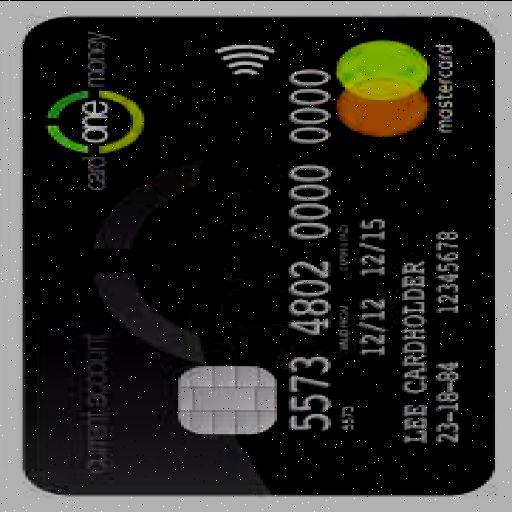 current account
card one money
5573 4802 0000 0000
5573
12/12 12/15
LEE CARDHOLDER
23-18-84 12345678
mastercard